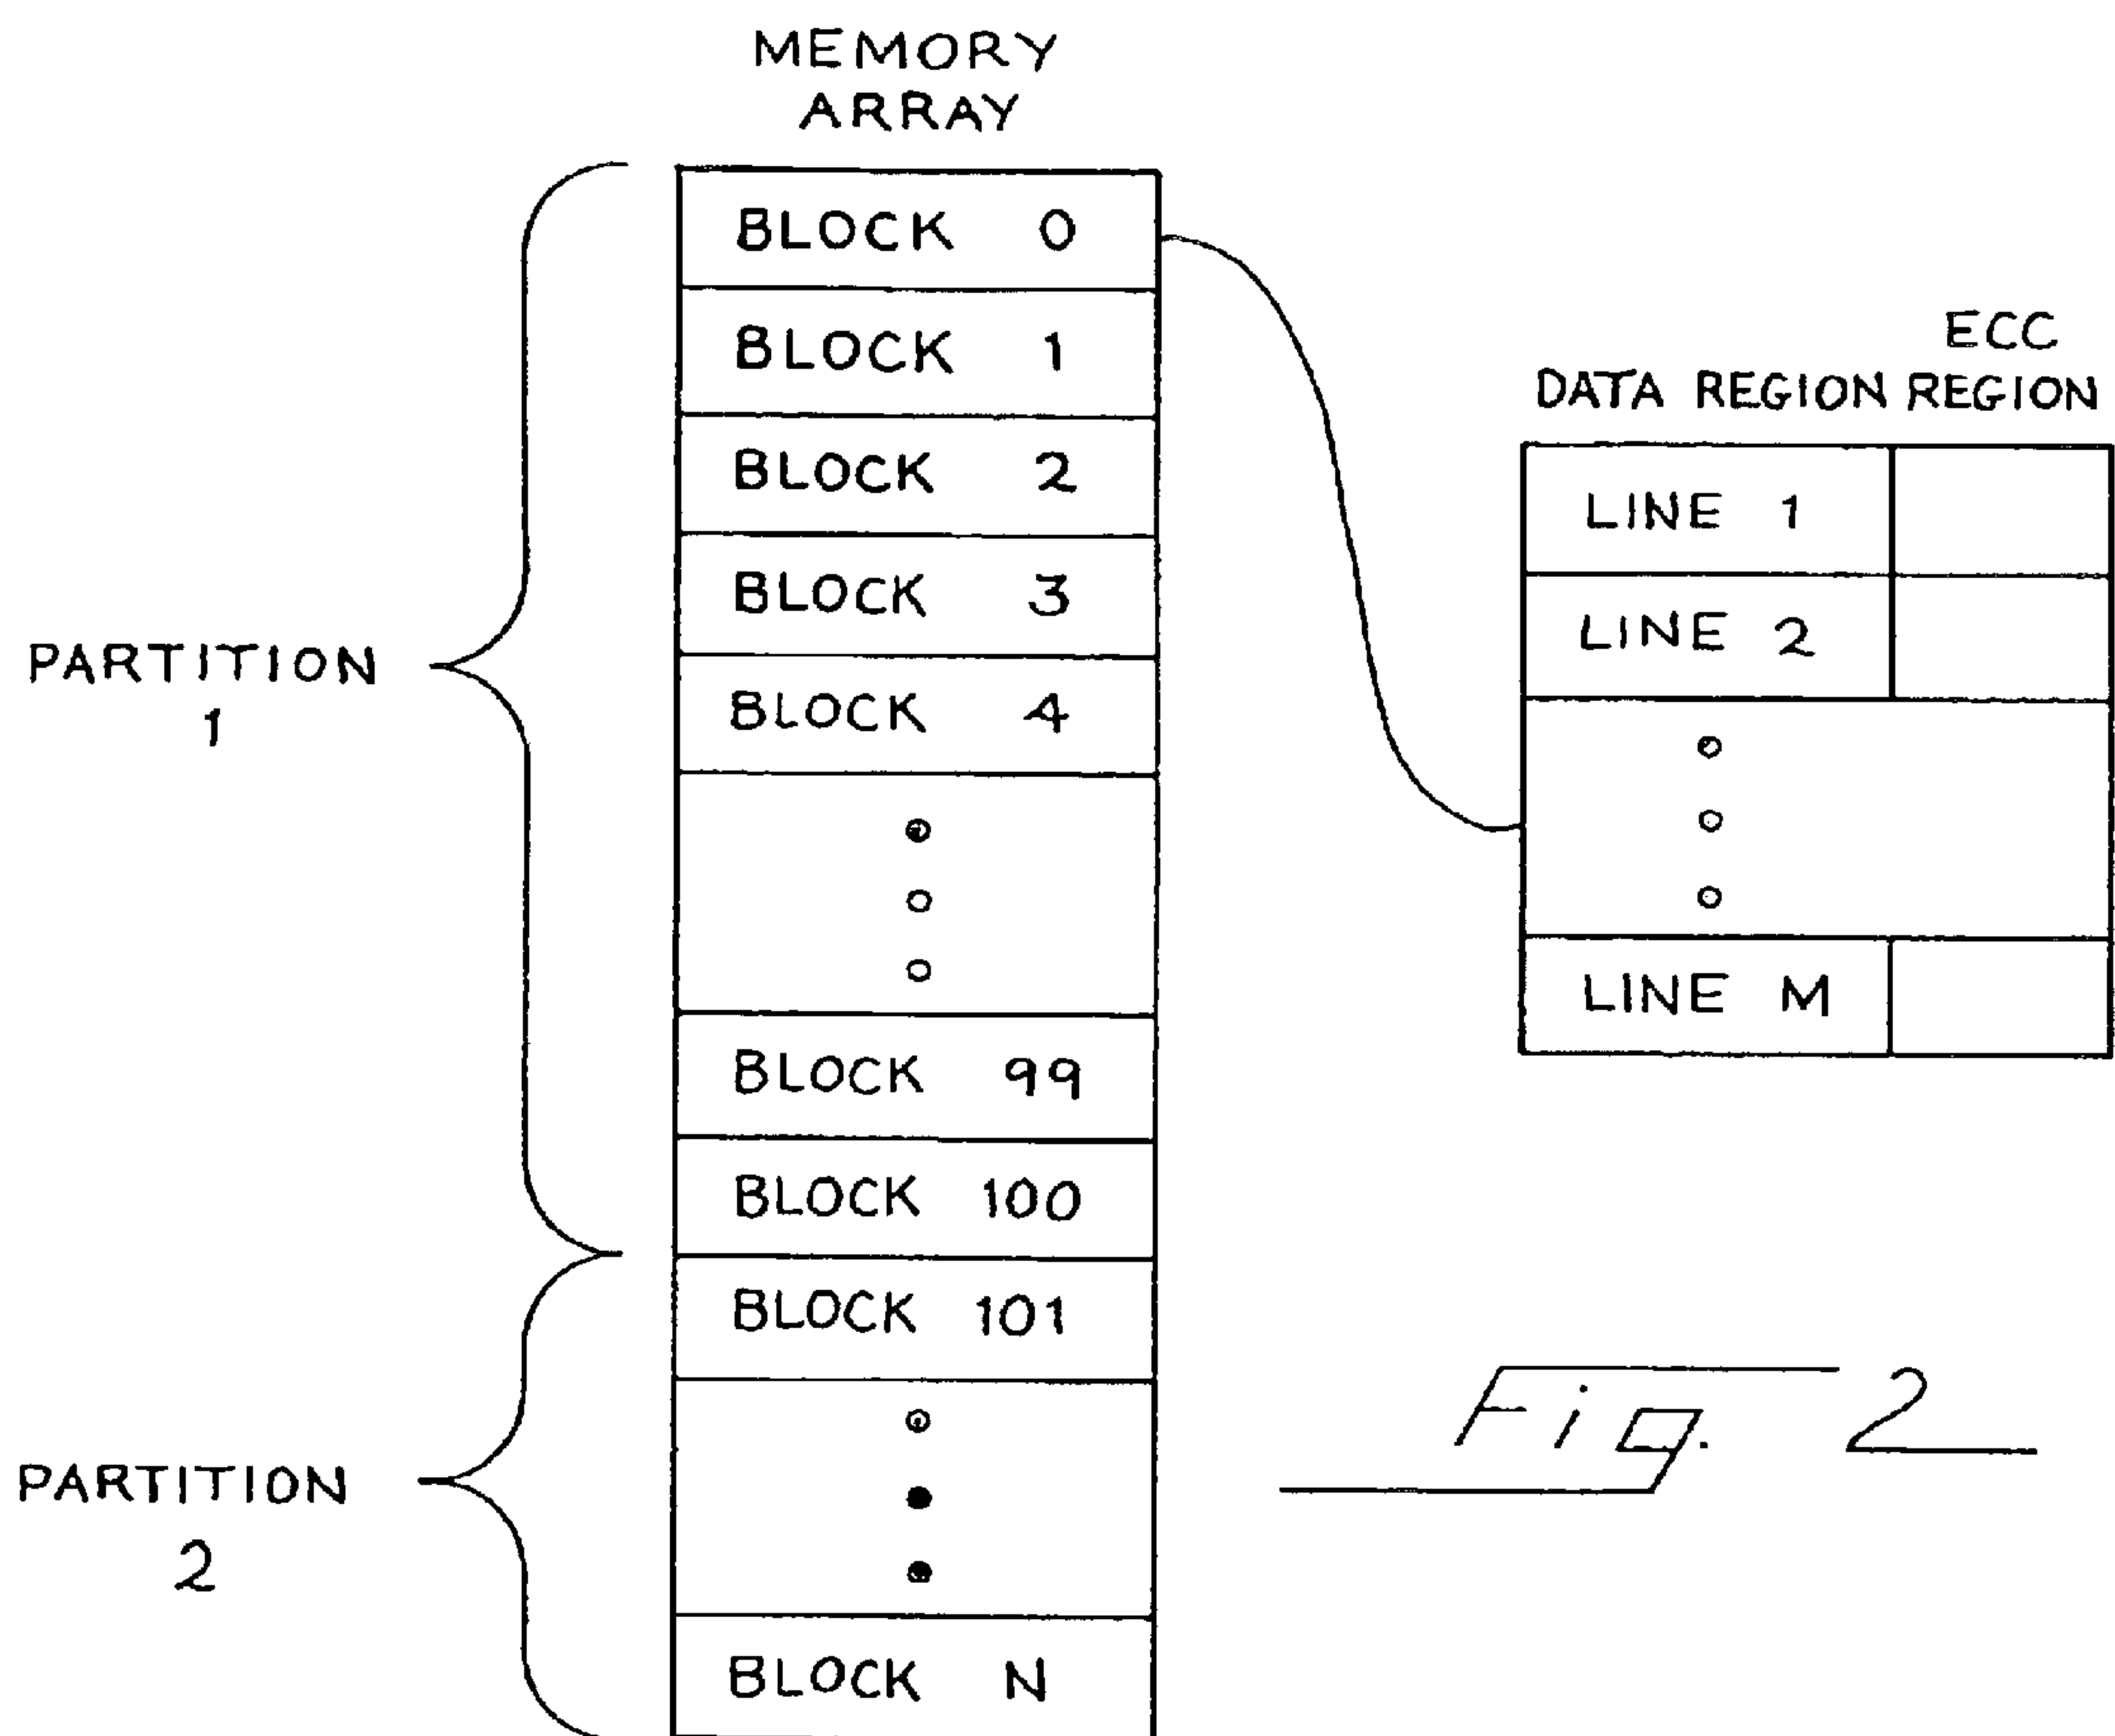 MEMORY
ARRAY
BLOCK 0
BLOCK 1
BLOCK 2
BLOCK 3
BLOCK 4
BLOCK 99
BLOCK 100
BLOCK 101
BLOCK N
PARTITION
1
PARTITION
2
ECC
DATA REGION REGION
LINE 1
LINE 2
LINE M
Fig. 2